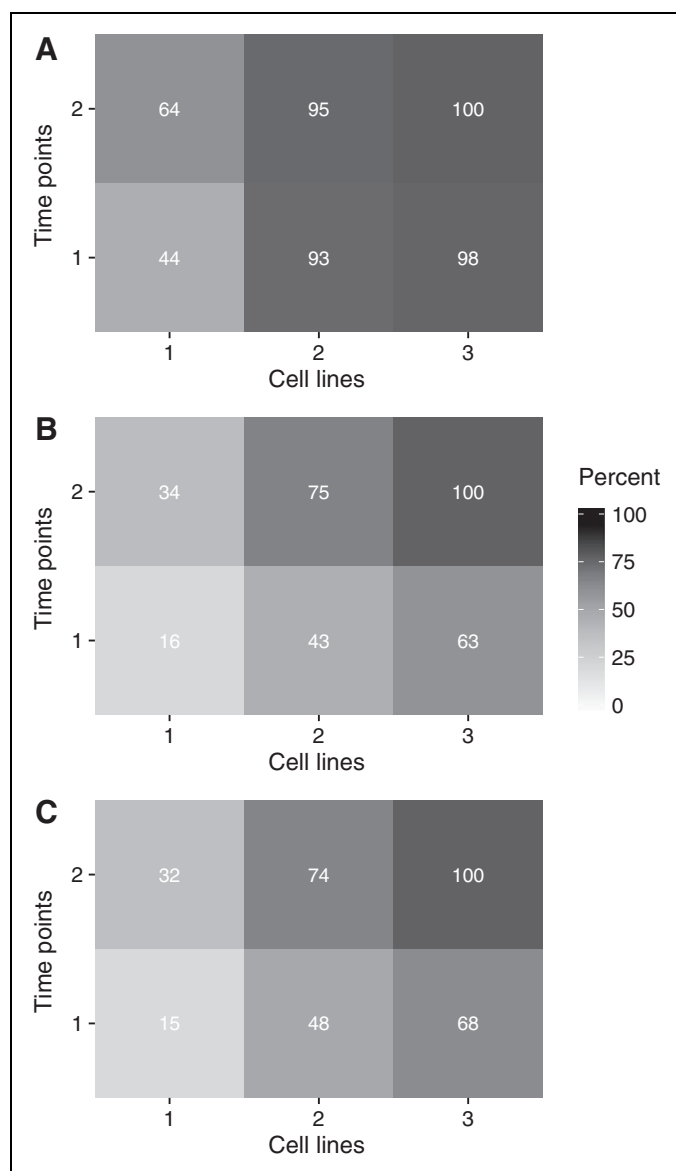 A
Time points
2
64 95 100
1
44 93 98
1 2 3
Cell lines
B
Time points
2
34 75 100
1
16 43 63
1 2 3
Cell lines
Percent
100
75
50
25
0
C
Time points
2
32 74 100
1
15 48 68
1 2 3
Cell lines